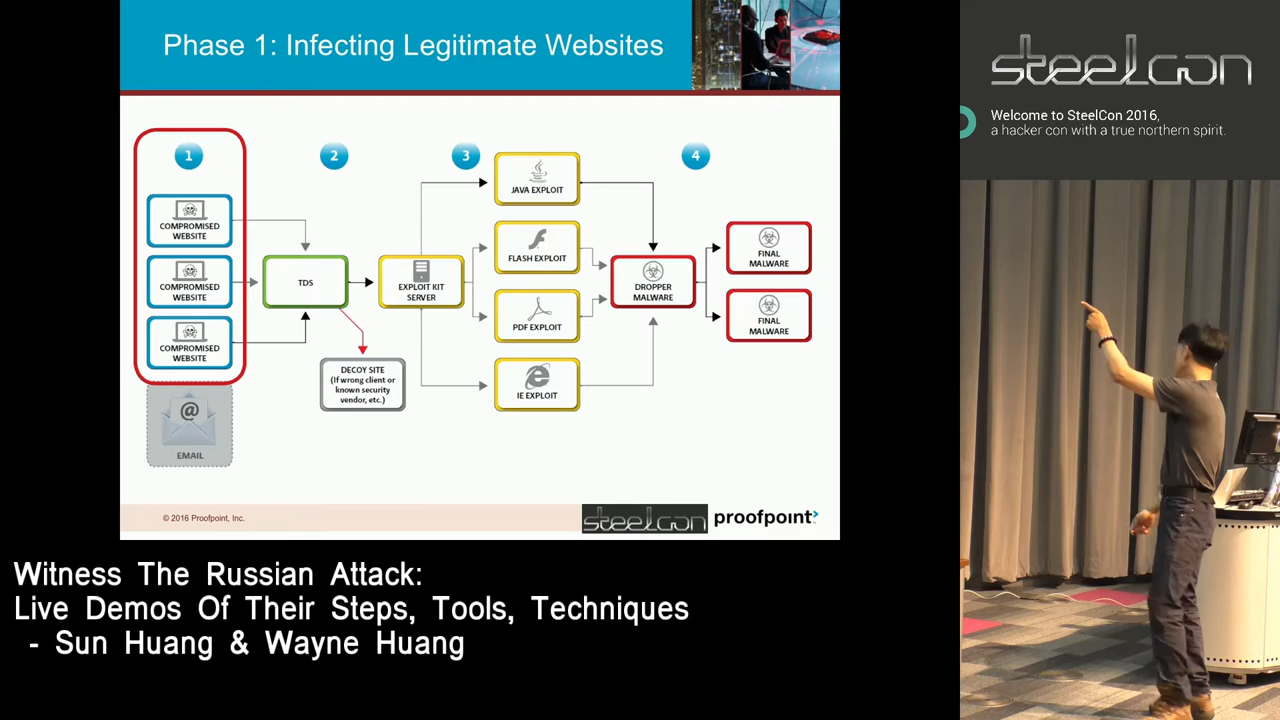 Phase 1: Infecting Legitimate Websites
1
2
3
4
COMPROMISED
WEBSITE
COMPROMISED
WEBSITE
COMPROMISED
WEBSITE
@
EMAIL
TDS
DECOY SITE
(If wrong client or
known security
vendor, etc.)
EXPLOIT KIT
SERVER
JAVA EXPLOIT
FLASH EXPLOIT
PDF EXPLOIT
IE EXPLOIT
DROPPER
MALWARE
FINAL
MALWARE
FINAL
MALWARE
© 2016 Proofpoint, Inc.
steelcon
proofpoint
steelcon
Welcome to SteelCon 2016,
a hacker con with a true northern spirit.
Witness The Russian Attack:
Live Demos Of Their Steps, Tools, Techniques
- Sun Huang & Wayne Huang